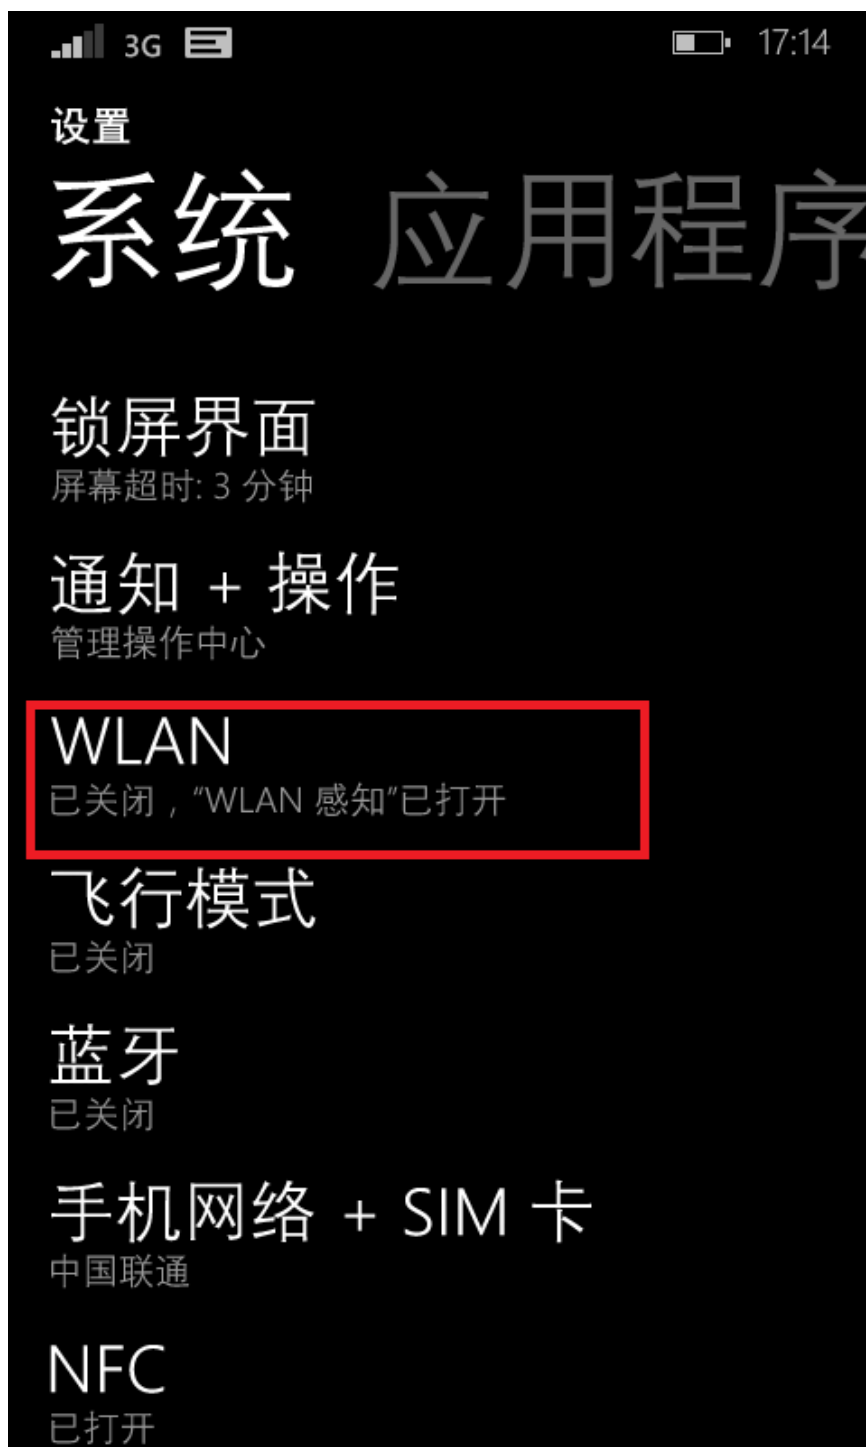 3G 17:14
设置
系统 应用程序
锁屏界面
屏幕超时: 3 分钟
通知 + 操作
管理操作中心
WLAN
已关闭，“WLAN 感知”已打开
飞行模式
已关闭
蓝牙
已关闭
手机网络 + SIM 卡
中国联通
NFC
已打开